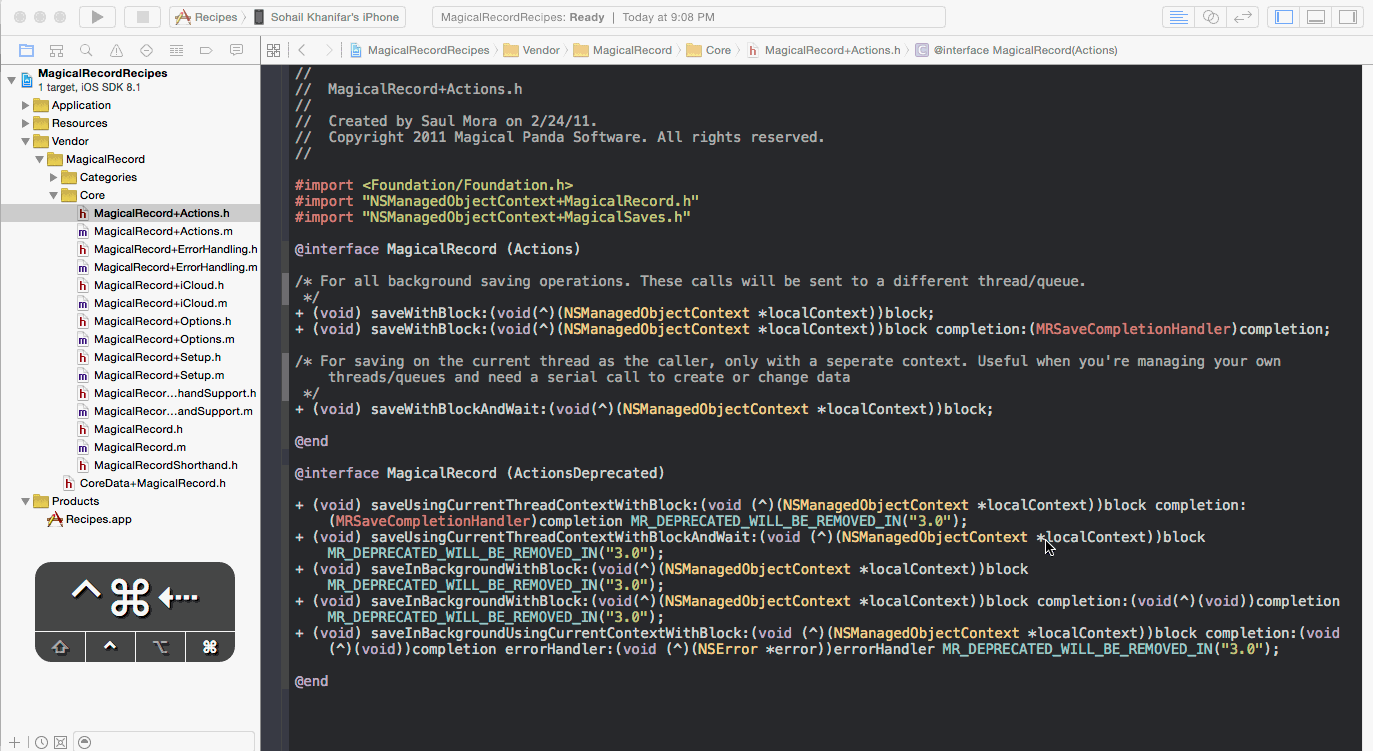 Recipes
Sohail Khanifar's iPhone
MagicalRecordRecipes: Ready | Today at 9:08 PM
MagicalRecordRecipes
Vendor
MagicalRecord
Core
MagicalRecord+Actions.h
@interface MagicalRecord(Actions)
MagicalRecordRecipes
1 target, iOS SDK 8.1
Application
Resources
Vendor
MagicalRecord
Categories
Core
MagicalRecord+Actions.h
MagicalRecord+Actions.m
MagicalRecord+ErrorHandling.h
MagicalRecord+ErrorHandling.m
MagicalRecord+iCloud.h
MagicalRecord+iCloud.m
MagicalRecord+Options.h
MagicalRecord+Options.m
MagicalRecord+Setup.h
MagicalRecord+Setup.m
MagicalRecor...handSupport.h
MagicalRecor...andSupport.m
MagicalRecord.h
MagicalRecord.m
MagicalRecordShorthand.h
CoreData+MagicalRecord.h
Products
Recipes.app
//
//  MagicalRecord+Actions.h
//
//  Created by Saul Mora on 2/24/11.
//  Copyright 2011 Magical Panda Software. All rights reserved.
//
#import <Foundation/Foundation.h>
#import "NSManagedObjectContext+MagicalRecord.h"
#import "NSManagedObjectContext+MagicalSaves.h"
@interface MagicalRecord (Actions)
/* For all background saving operations. These calls will be sent to a different thread/queue.
*/
+ (void) saveWithBlock:(void(^)(NSManagedObjectContext *localContext))block;
+ (void) saveWithBlock:(void(^)(NSManagedObjectContext *localContext))block completion:(MRSaveCompletionHandler)completion;
/* For saving on the current thread as the caller, only with a seperate context. Useful when you're managing your own
threads/queues and need a serial call to create or change data
*/
+ (void) saveWithBlockAndWait:(void(^)(NSManagedObjectContext *localContext))block;
@end
@interface MagicalRecord (ActionsDeprecated)
+ (void) saveUsingCurrentThreadContextWithBlock:(void (^)(NSManagedObjectContext *localContext))block completion:
(MRSaveCompletionHandler)completion MR_DEPRECATED_WILL_BE_REMOVED_IN("3.0");
+ (void) saveUsingCurrentThreadContextWithBlockAndWait:(void (^)(NSManagedObjectContext *localContext))block
MR_DEPRECATED_WILL_BE_REMOVED_IN("3.0");
+ (void) saveInBackgroundWithBlock:(void(^)(NSManagedObjectContext *localContext))block
MR_DEPRECATED_WILL_BE_REMOVED_IN("3.0");
+ (void) saveInBackgroundWithBlock:(void(^)(NSManagedObjectContext *localContext))block completion:(void(^)(void))completion
MR_DEPRECATED_WILL_BE_REMOVED_IN("3.0");
+ (void) saveInBackgroundUsingCurrentContextWithBlock:(void (^)(NSManagedObjectContext *localContext))block completion:(void
(^)(void))completion errorHandler:(void (^)(NSError *error))errorHandler MR_DEPRECATED_WILL_BE_REMOVED_IN("3.0");
@end
⌃⌘⇠
⇧ ⌃ ⌥ ⌘